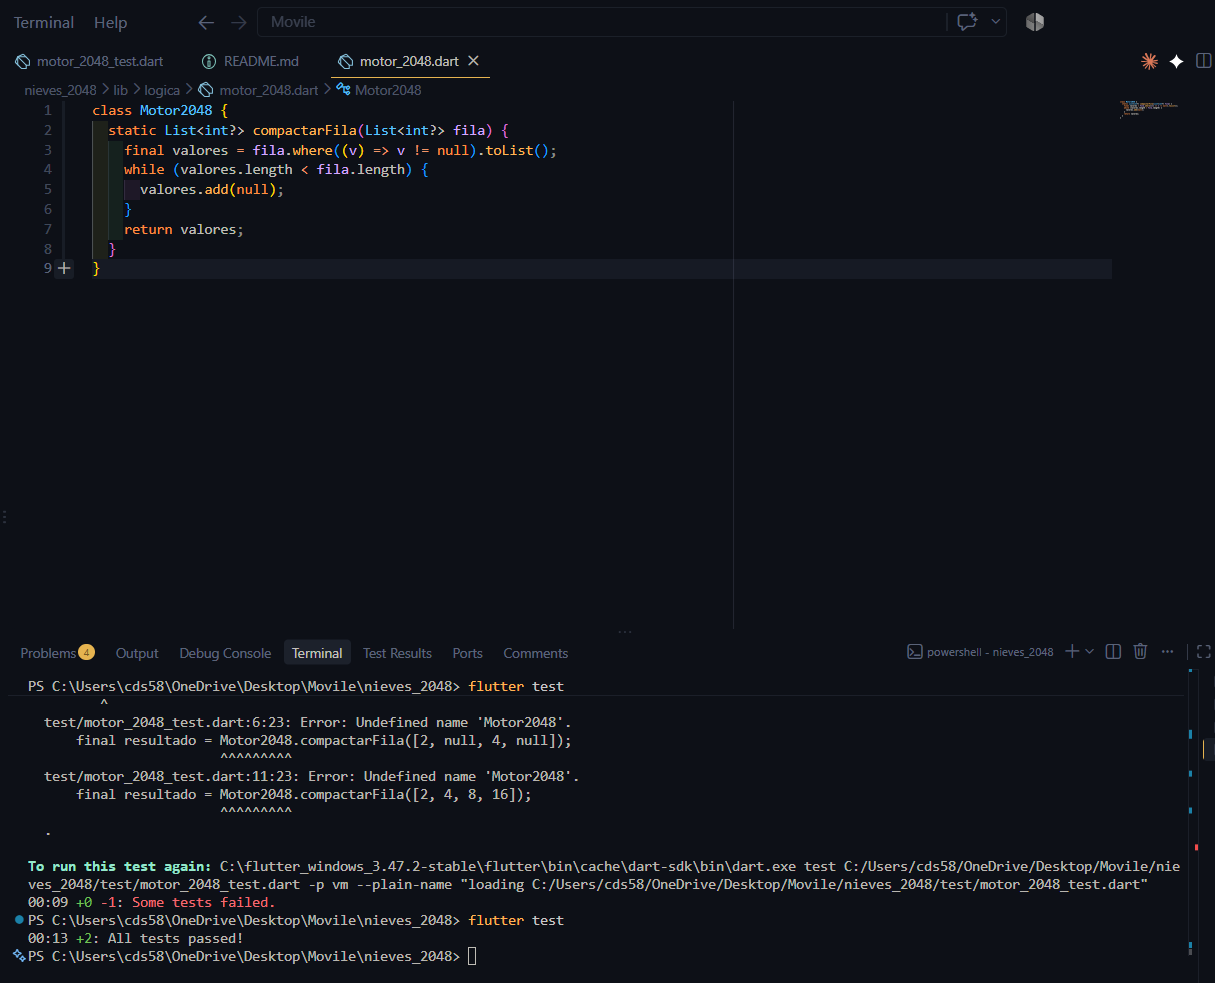 Terminal Help Movile
motor_2048_test.dart README.md motor_2048.dart
nieves_2048 > lib > logica > motor_2048.dart > Motor2048
1 class Motor2048 {
2 static List<int?> compactarFila(List<int?> fila) {
3 final valores = fila.where((v) => v != null).toList();
4 while (valores.length < fila.length) {
5 valores.add(null);
6 }
7 return valores;
8 }
9 }
Problems 4 Output Debug Console Terminal Test Results Ports Comments powershell - nieves_2048
PS C:\Users\cds58\OneDrive\Desktop\Movile\nieves_2048> flutter test
^
test/motor_2048_test.dart:6:23: Error: Undefined name 'Motor2048'.
final resultado = Motor2048.compactarFila([2, null, 4, null]);
^^^^^^^^^
test/motor_2048_test.dart:11:23: Error: Undefined name 'Motor2048'.
final resultado = Motor2048.compactarFila([2, 4, 8, 16]);
^^^^^^^^^
.
To run this test again: C:\flutter_windows_3.47.2-stable\flutter\bin\cache\dart-sdk\bin\dart.exe test C:/Users/cds58/OneDrive/Desktop/Movile/nie
ves_2048/test/motor_2048_test.dart -p vm --plain-name "loading C:/Users/cds58/OneDrive/Desktop/Movile/nieves_2048/test/motor_2048_test.dart"
00:09 +0 -1: Some tests failed.
PS C:\Users\cds58\OneDrive\Desktop\Movile\nieves_2048> flutter test
00:13 +2: All tests passed!
PS C:\Users\cds58\OneDrive\Desktop\Movile\nieves_2048>